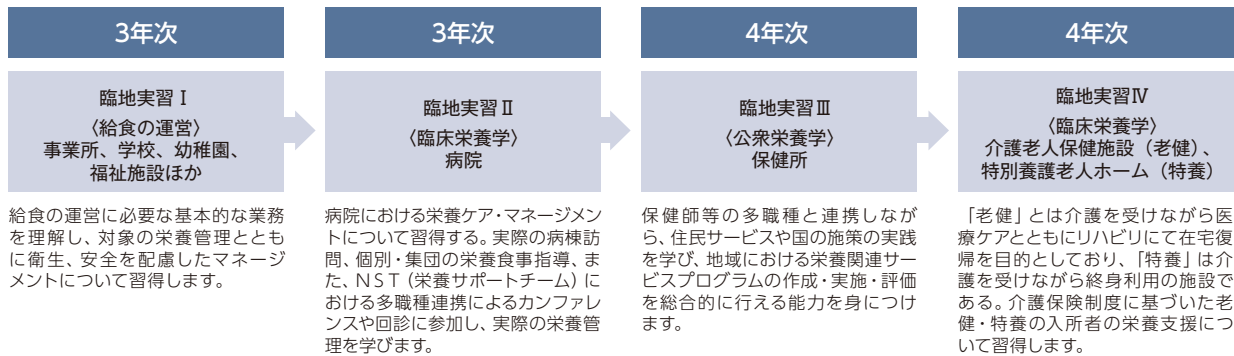 3年次
臨地実習Ⅰ
〈給食の運営〉
事業所、学校、幼稚園、
福祉施設ほか
給食の運営に必要な基本的な業務
を理解し、対象の栄養管理ととも
に衛生、安全を配慮したマネージ
メントについて習得します。
3年次
臨地実習Ⅱ
〈臨床栄養学〉
病院
病院における栄養ケア・マネージメン
トについて習得する。実際の病棟訪
問、個別・集団の栄養食事指導、ま
た、NST（栄養サポートチーム）に
おける多職種連携によるカンファレ
ンスや回診に参加し、実際の栄養管
理を学びます。
4年次
臨地実習Ⅲ
〈公衆栄養学〉
保健所
保健師等の多職種と連携しなが
ら、住民サービスや国の施策の実践
を学び、地域における栄養関連サー
ビスプログラムの作成・実施・評価
を総合的に行える能力を身につけ
ます。
4年次
臨地実習Ⅳ
〈臨床栄養学〉
介護老人保健施設（老健）、
特別養護老人ホーム（特養）
「老健」とは介護を受けながら医
療ケアとともにリハビリにて在宅復
帰を目的としており、「特養」は介
護を受けながら終身利用の施設で
ある。介護保険制度に基づいた老
健・特養の入所者の栄養支援につ
いて習得します。